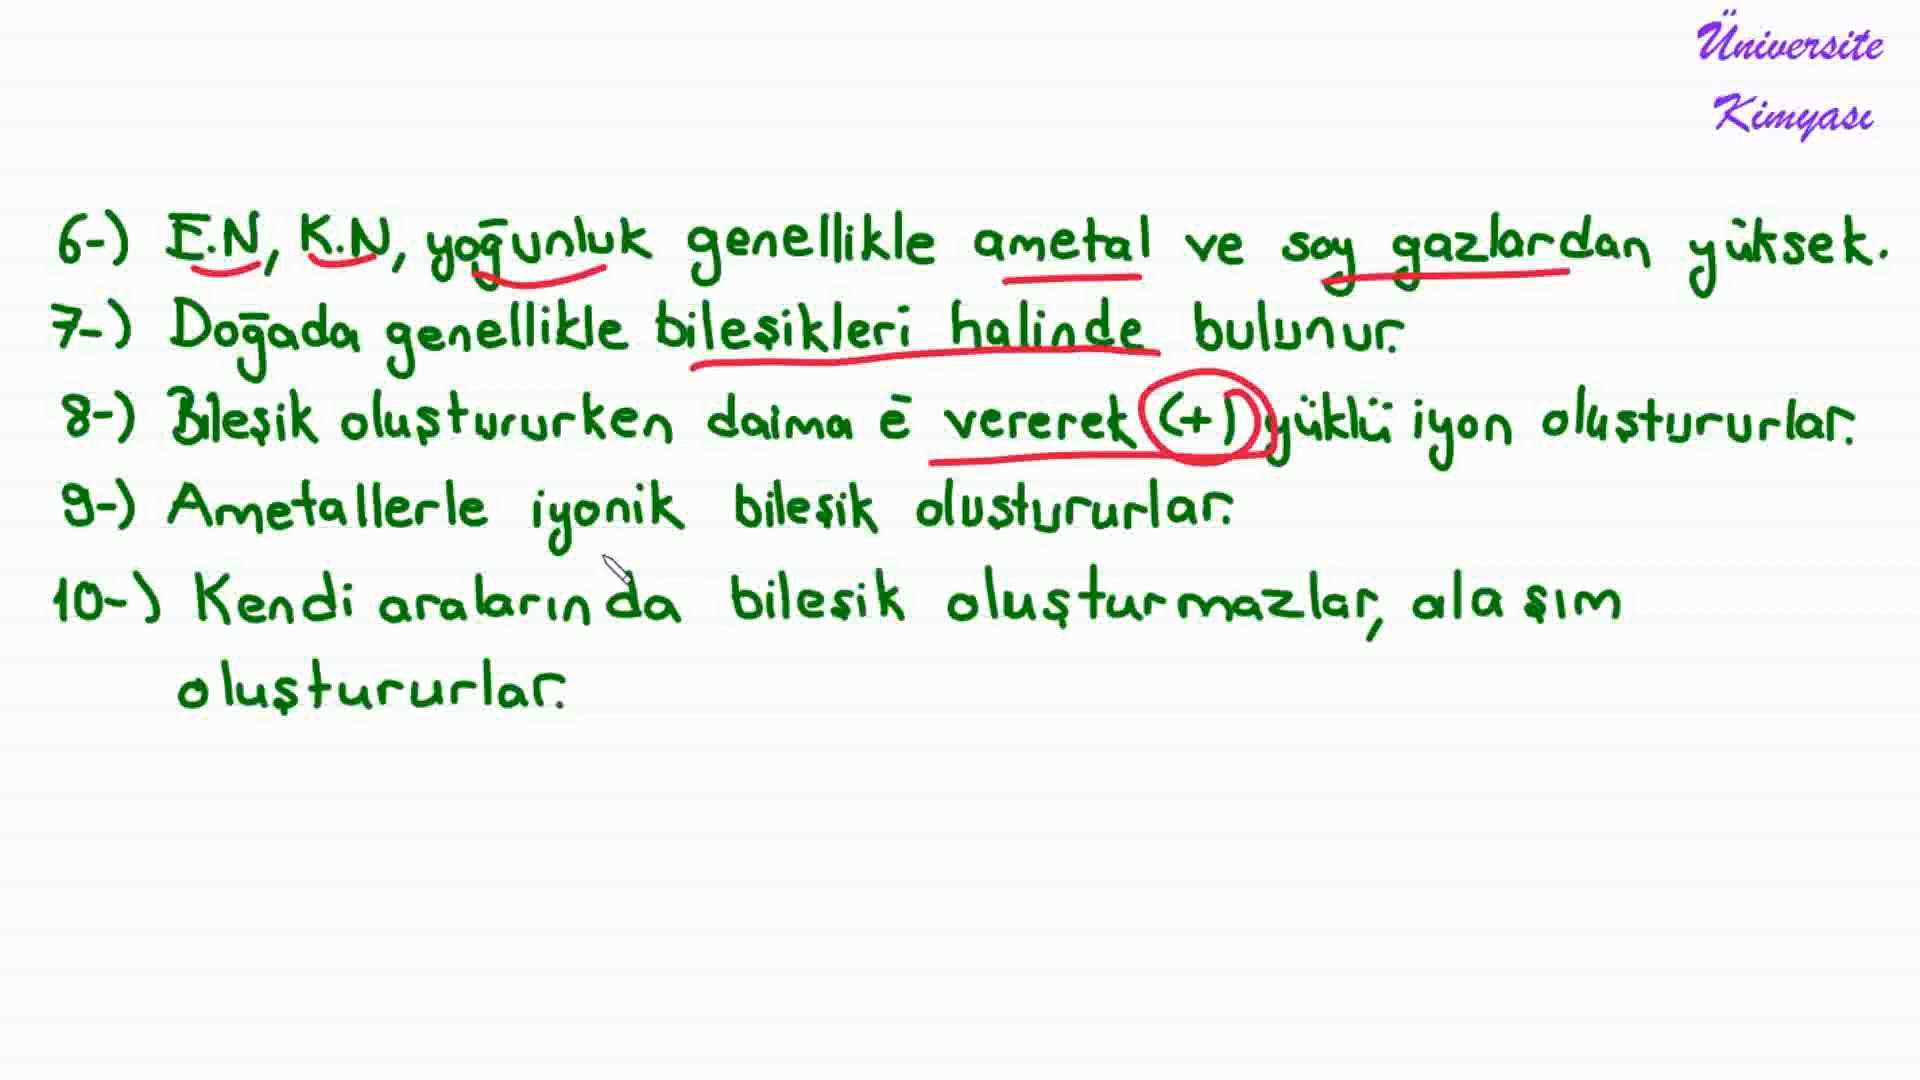 Üniversite
Kimyası
6-) E.N, K.N, yoğunluk genellikle ametal ve soy gazlardan yüksek.
7-) Doğada genellikle bileşikleri halinde bulunur.
8-) Bileşik oluştururken daima ē vererek (+) yüklü iyon oluştururlar.
9-) Ametallerle iyonik bileşik olustururlar.
10-) Kendi aralarında bileşik oluşturmazlar, alaşım
oluştururlar.